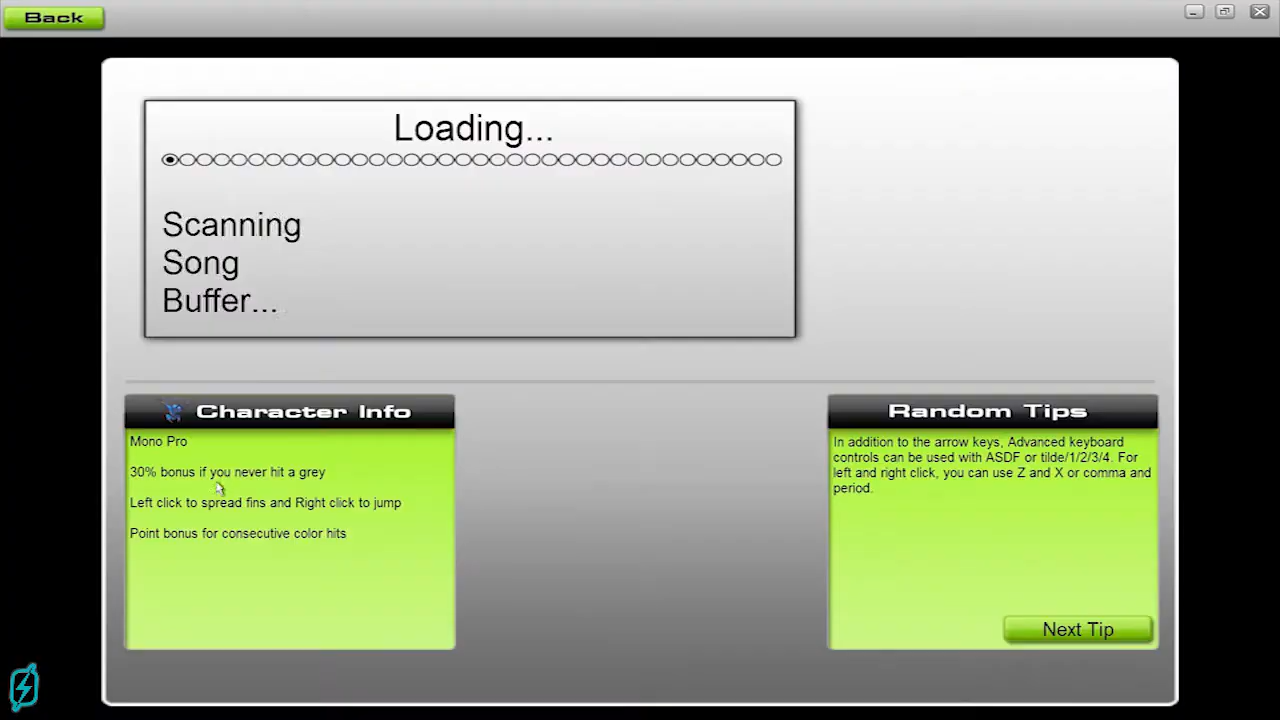 Back
Loading...
Scanning
Song
Buffer...
Character Info
Mono Pro
30% bonus if you never hit a grey
Left click to spread fins and Right click to jump
Point bonus for consecutive color hits
Random Tips
In addition to the arrow keys, Advanced keyboard
controls can be used with ASDF or tilde/1/2/3/4. For
left and right click, you can use Z and X or comma and
period.
Next Tip